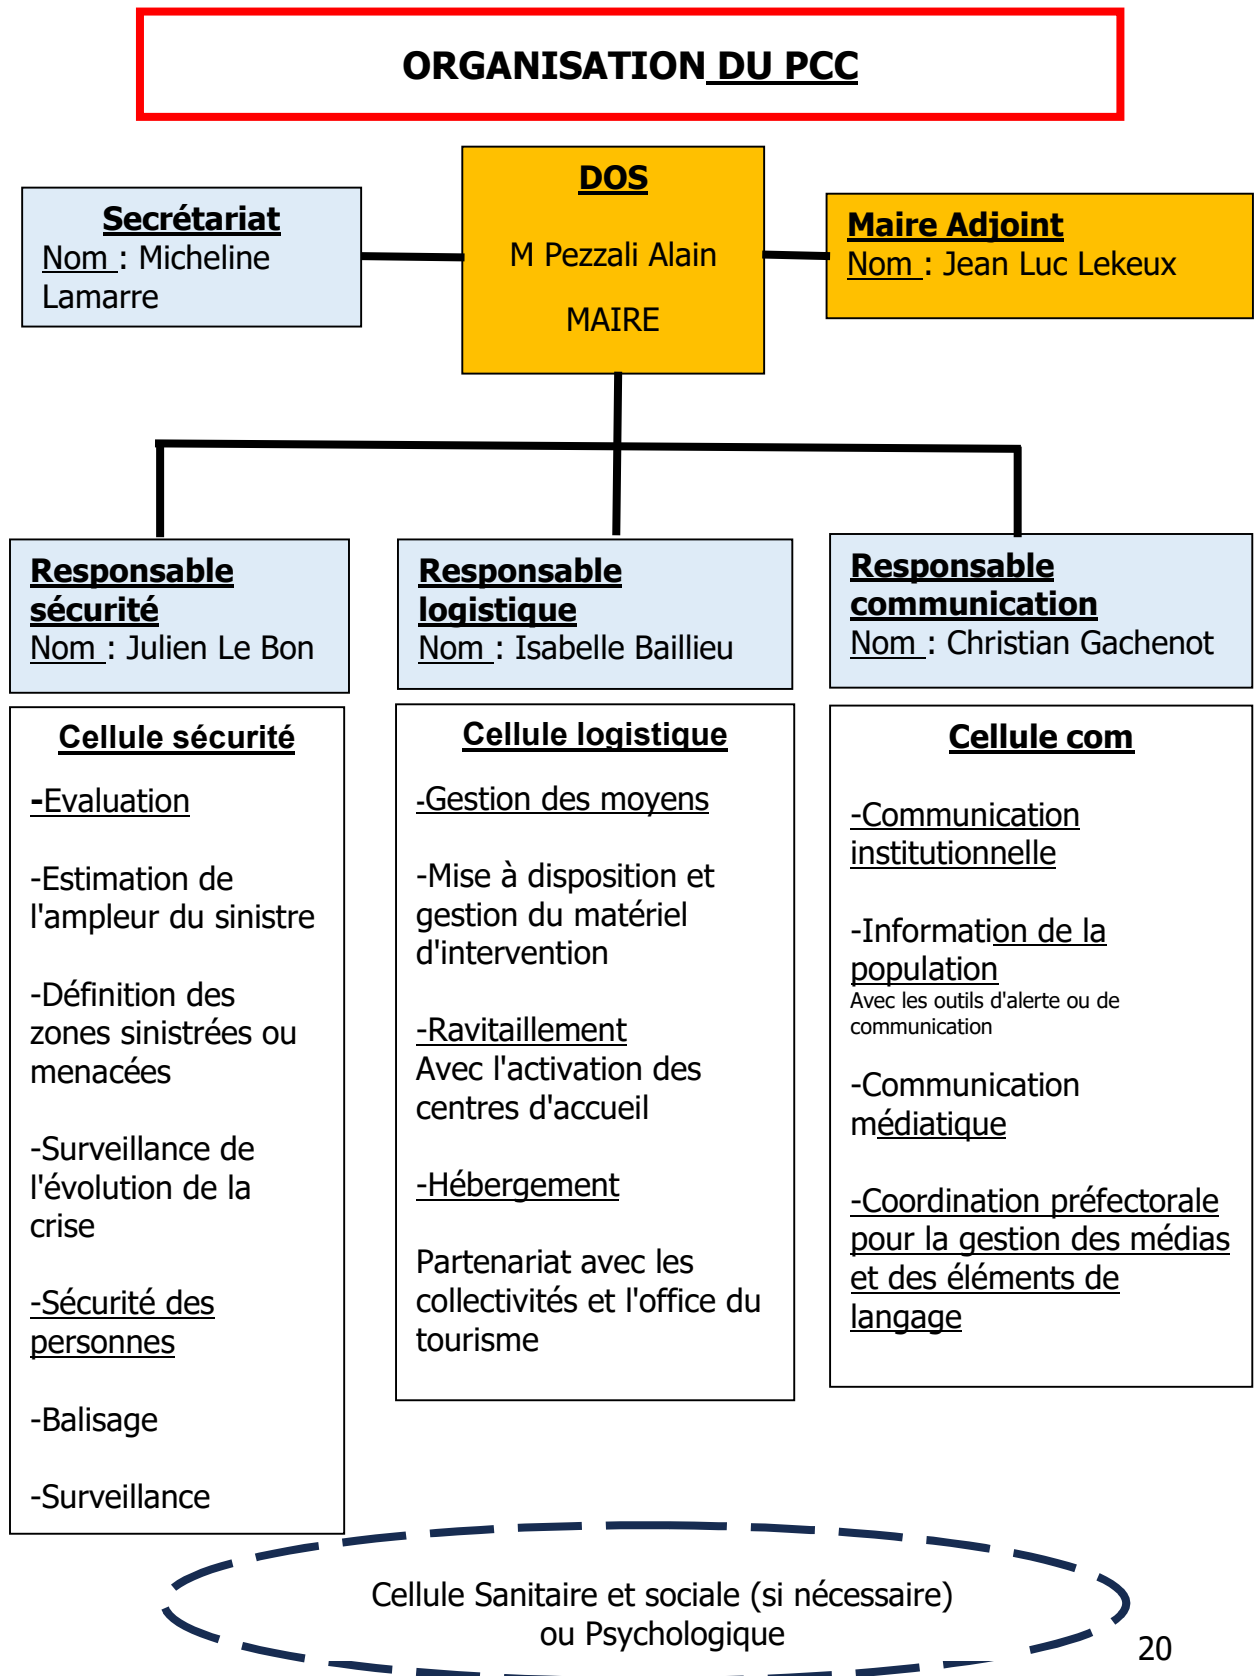 ORGANISATION DU PCC
DOS
M Pezzali Alain
MAIRE
Secrétariat
Nom : Micheline
Lamarre
Maire Adjoint
Nom : Jean Luc Lekeux
Responsable
sécurité
Nom : Julien Le Bon
Responsable
logistique
Nom : Isabelle Baillieu
Responsable
communication
Nom : Christian Gachenot
Cellule sécurité
-Evaluation
-Estimation de
l'ampleur du sinistre
-Définition des
zones sinistrées ou
menacées
-Surveillance de
l'évolution de la
crise
-Sécurité des
personnes
-Balisage
-Surveillance
Cellule logistique
-Gestion des moyens
-Mise à disposition et
gestion du matériel
d'intervention
-Ravitaillement
Avec l'activation des
centres d'accueil
-Hébergement
Partenariat avec les
collectivités et l'office du
tourisme
Cellule com
-Communication
institutionnelle
-Information de la
population
Avec les outils d'alerte ou de
communication
-Communication
médiatique
-Coordination préfectorale
pour la gestion des médias
et des éléments de
langage
Cellule Sanitaire et sociale (si nécessaire)
ou Psychologique
20